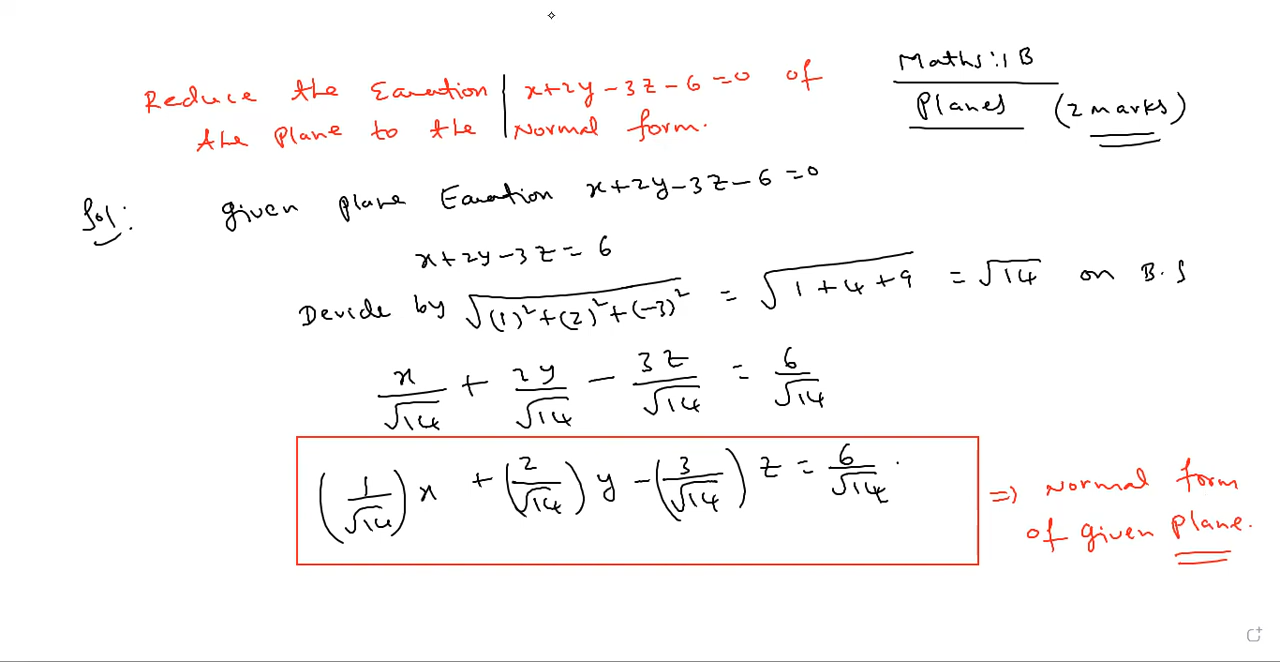 Maths:1B
Planes (2 marks)
Reduce the Equation x+2y-3z-6=0 of
the Plane to the Normal form.
Sol: given plane Equation x+2y-3z-6=0
x+2y-3z=6
Devide by √((1)²+(2)²+(-3)²) = √(1+4+9) = √14 on B.S
x/√14 + 2y/√14 - 3z/√14 = 6/√14
(1/√14)x + (2/√14)y - (3/√14)z = 6/√14.
⇒ Normal form
of given plane.